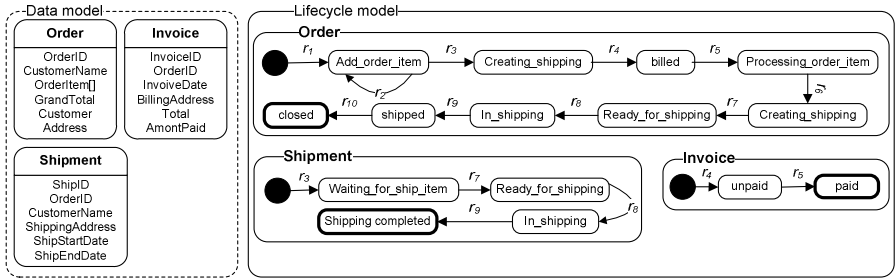 Data model
Order
OrderID
CustomerName
OrderItem[]
GrandTotal
Customer
Address
Invoice
InvoiceID
OrderID
InvoiveDate
BillingAddress
Total
AmontPaid
Shipment
ShipID
OrderID
CustomerName
ShippingAddress
ShipStartDate
ShipEndDate
Lifecycle model
Order
r1
Add_order_item
r2
r3
Creating_shipping
r4
billed
r5
Processing_order_item
r6
Creating_shipping
r7
Ready_for_shipping
r8
In_shipping
r9
shipped
r10
closed
Shipment
r3
Waiting_for_ship_item
r7
Ready_for_shipping
r8
In_shipping
r9
Shipping completed
Invoice
r4
unpaid
r5
paid